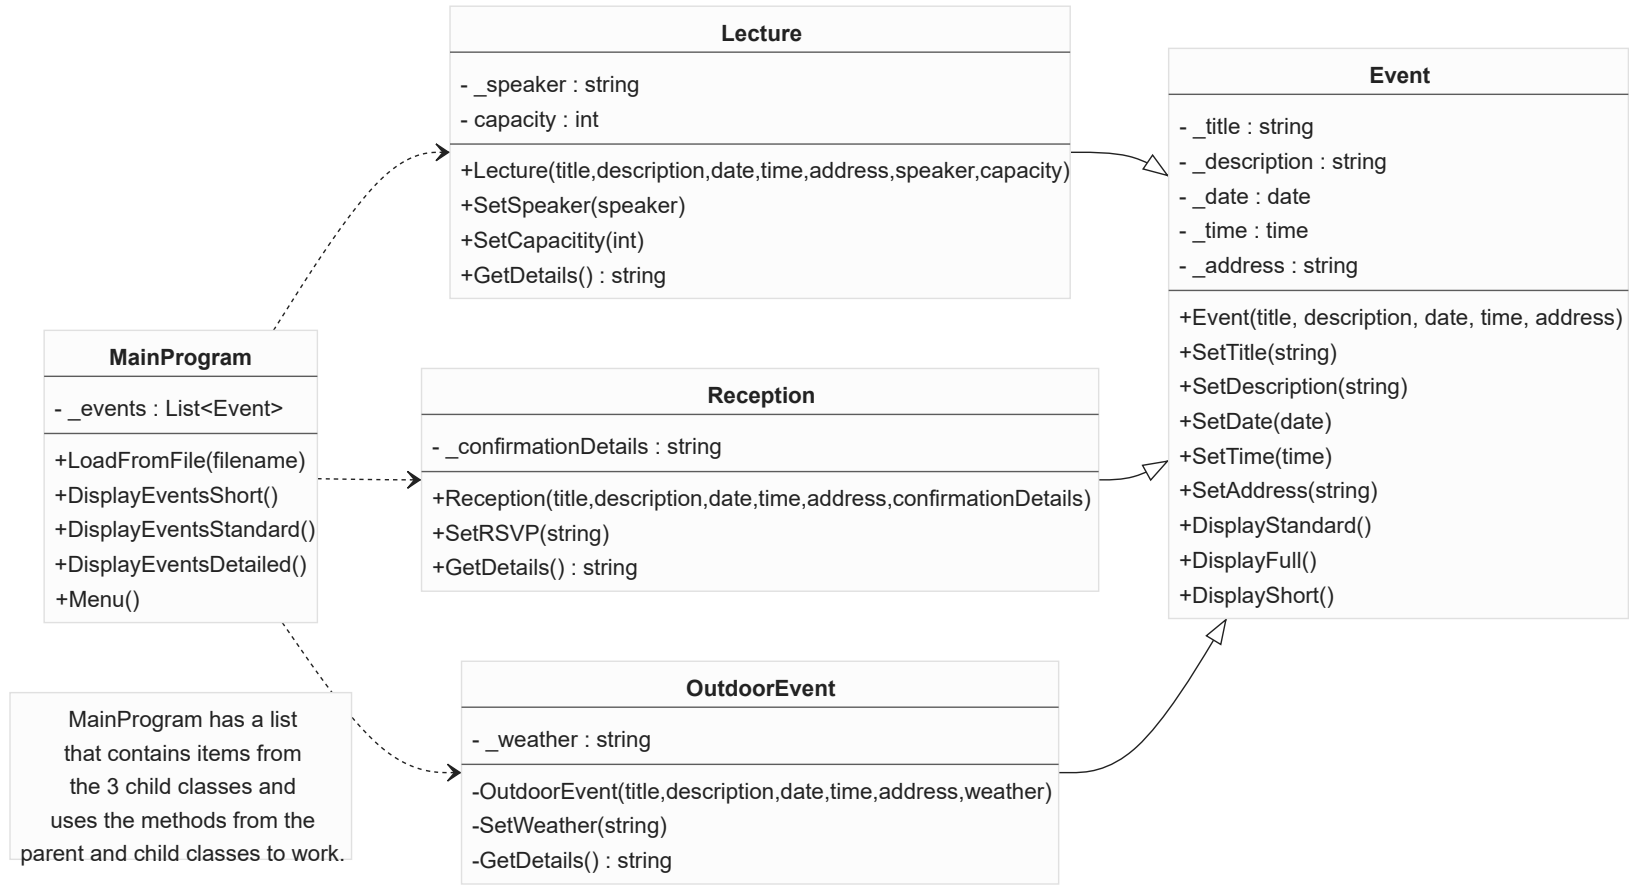 Lecture
- _speaker : string
- capacity : int
+Lecture(title,description,date,time,address,speaker,capacity)
+SetSpeaker(speaker)
+SetCapacitity(int)
+GetDetails() : string
Event
- _title : string
- _description : string
- _date : date
- _time : time
- _address : string
+Event(title, description, date, time, address)
+SetTitle(string)
+SetDescription(string)
+SetDate(date)
+SetTime(time)
+SetAddress(string)
+DisplayStandard()
+DisplayFull()
+DisplayShort()
MainProgram
- _events : List<Event>
+LoadFromFile(filename)
+DisplayEventsShort()
+DisplayEventsStandard()
+DisplayEventsDetailed()
+Menu()
Reception
- _confirmationDetails : string
+Reception(title,description,date,time,address,confirmationDetails)
+SetRSVP(string)
+GetDetails() : string
OutdoorEvent
- _weather : string
-OutdoorEvent(title,description,date,time,address,weather)
-SetWeather(string)
-GetDetails() : string
MainProgram has a list
that contains items from
the 3 child classes and
uses the methods from the
parent and child classes to work.